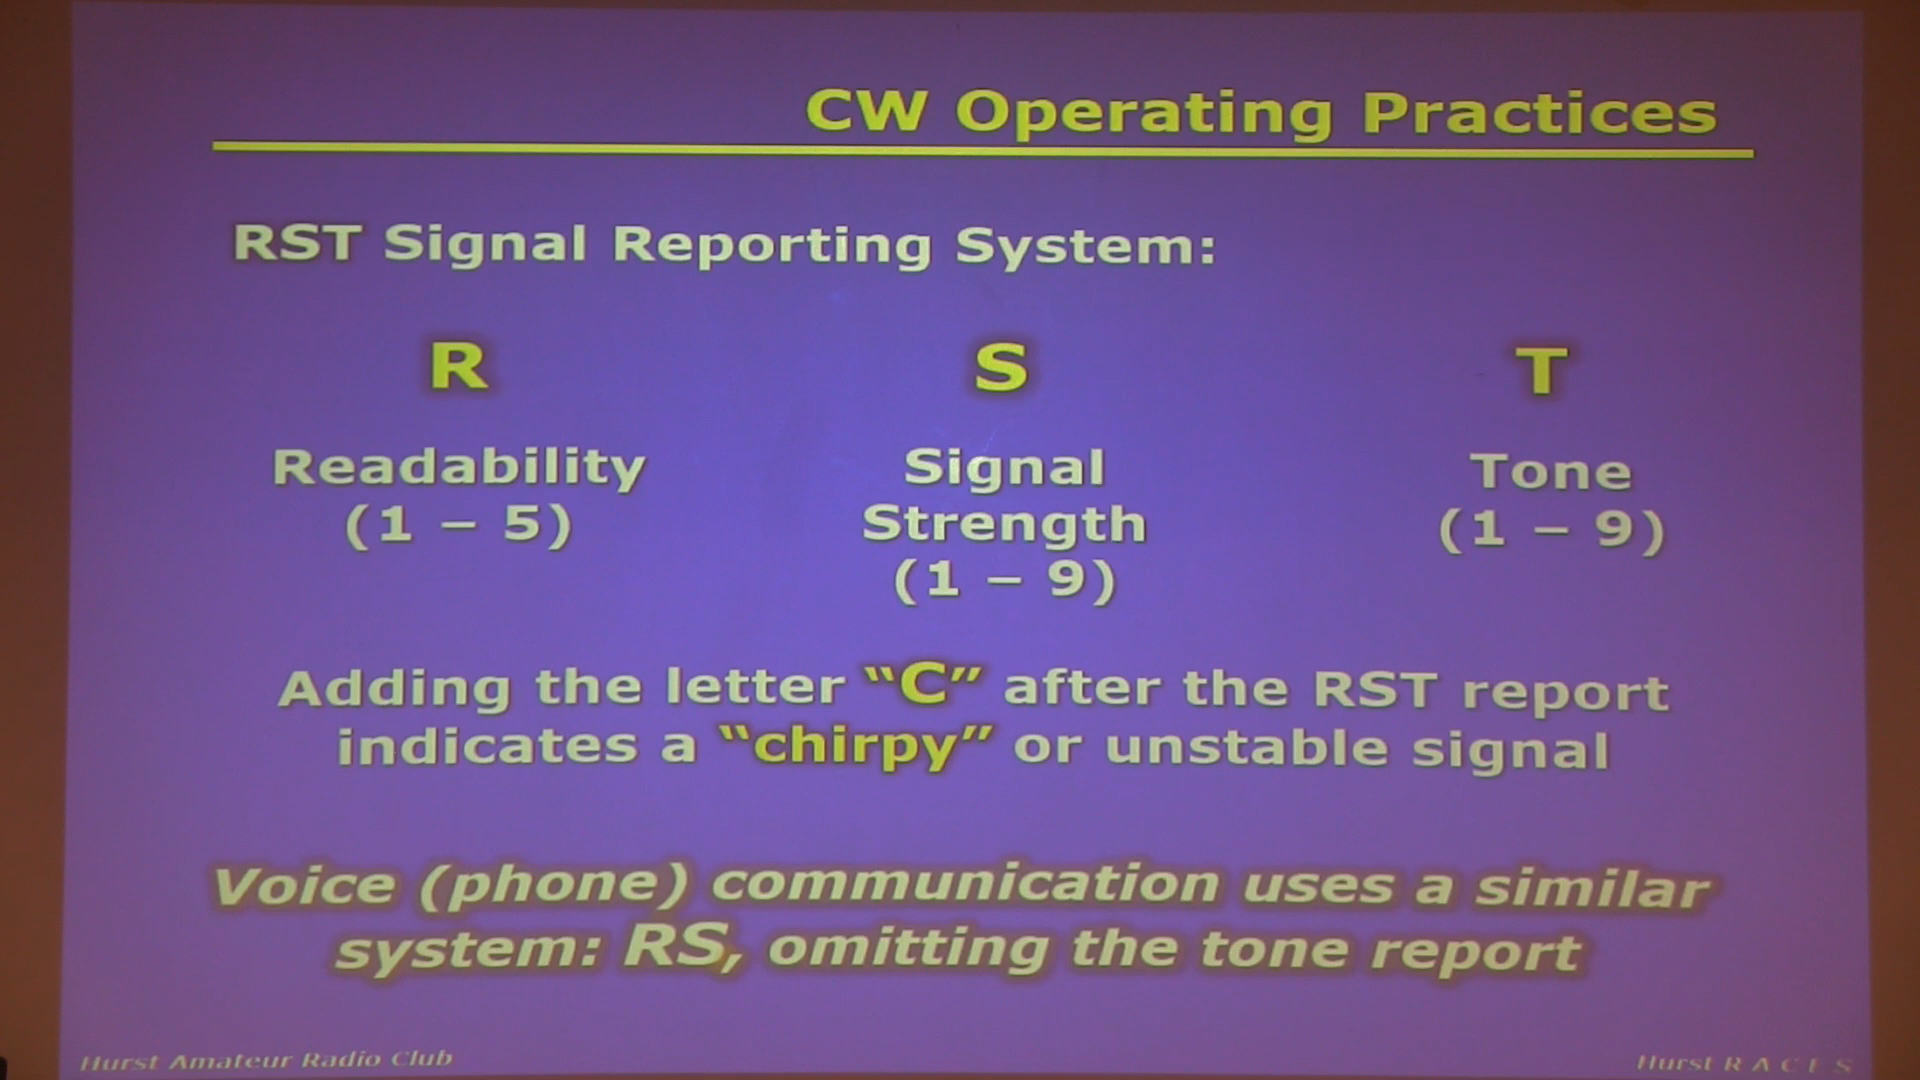 CW Operating Practices
RST Signal Reporting System:
R S T
Readability Signal Tone
(1 – 5) Strength (1 – 9)
(1 – 9)
Adding the letter “C” after the RST report
indicates a “chirpy” or unstable signal
Voice (phone) communication uses a similar
system: RS, omitting the tone report
Hurst Amateur Radio Club
Hurst R A C E S